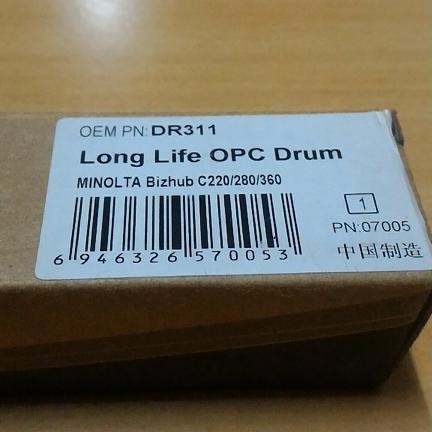 OEM PN: DR311
Long Life OPC Drum
MINOLTA Bizhub C220/280/360
1
PN:07005
6 946326 570053
中国制造